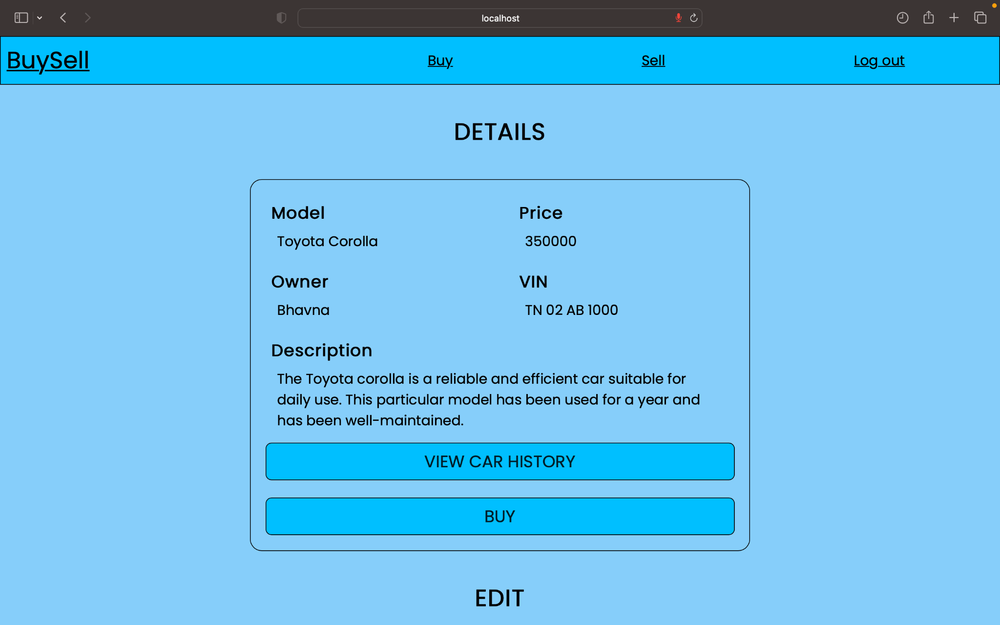 localhost
BuySell Buy Sell Log out
DETAILS
Model Price
Toyota Corolla 350000
Owner VIN
Bhavna TN 02 AB 1000
Description
The Toyota corolla is a reliable and efficient car suitable for
daily use. This particular model has been used for a year and
has been well-maintained.
VIEW CAR HISTORY
BUY
EDIT